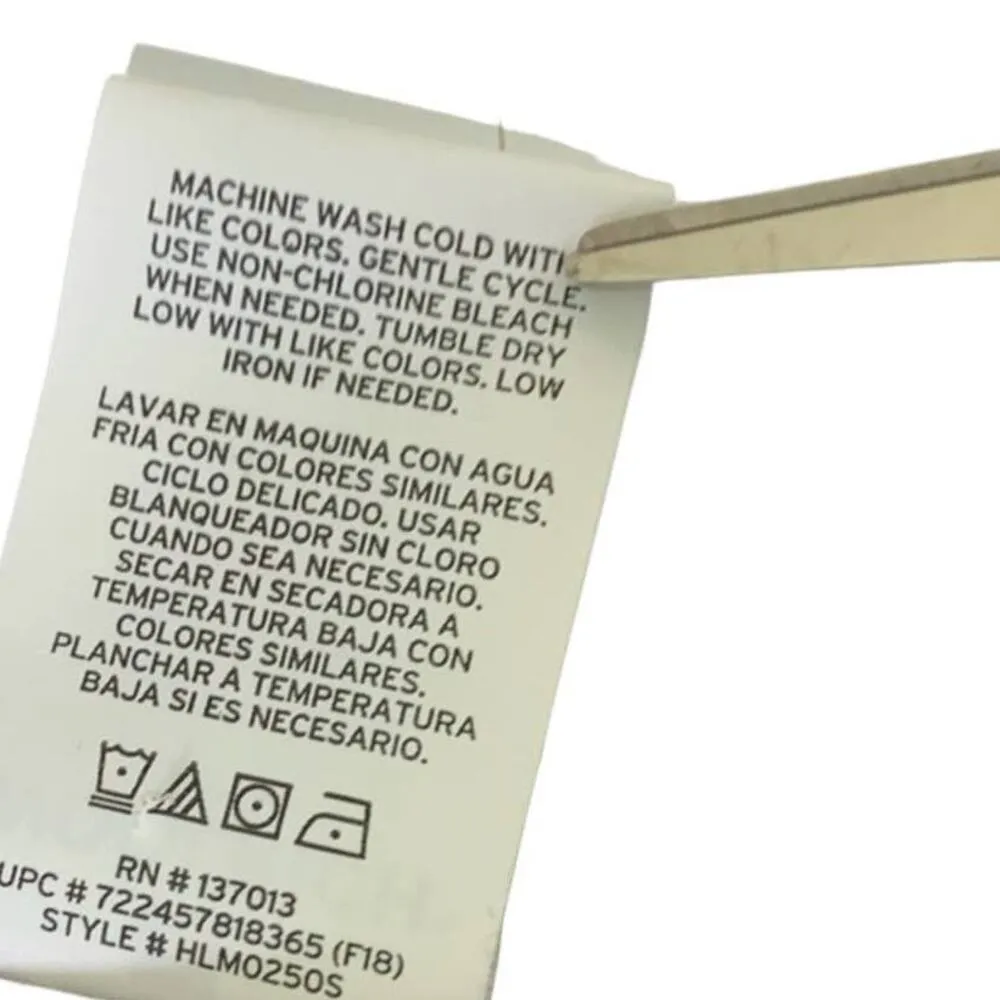 MACHINE WASH COLD WITH
LIKE COLORS. GENTLE CYCLE.
USE NON-CHLORINE BLEACH
WHEN NEEDED. TUMBLE DRY
LOW WITH LIKE COLORS. LOW
IRON IF NEEDED.
LAVAR EN MAQUINA CON AGUA
FRIA CON COLORES SIMILARES.
CICLO DELICADO. USAR
BLANQUEADOR SIN CLORO
CUANDO SEA NECESARIO.
SECAR EN SECADORA A
TEMPERATURA BAJA CON
COLORES SIMILARES.
PLANCHAR A TEMPERATURA
BAJA SI ES NECESARIO.
RN # 137013
UPC # 722457818365 (F18)
STYLE # HLM0250S